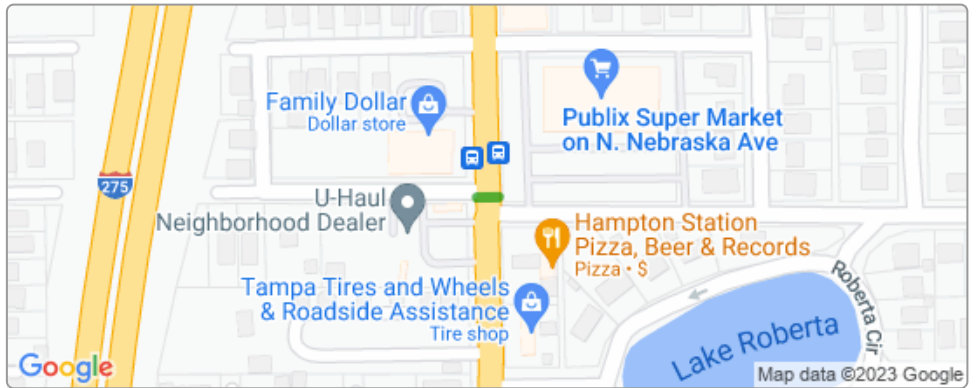 Family Dollar
Dollar store
Publix Super Market
on N. Nebraska Ave
275
U-Haul
Neighborhood Dealer
Hampton Station
Pizza, Beer & Records
Pizza • $
Tampa Tires and Wheels
& Roadside Assistance
Tire shop
Roberta Cir
Lake Roberta
Google
Map data ©2023 Google